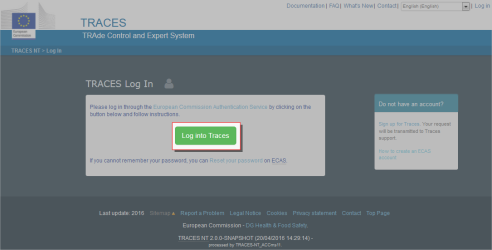 Documentation | FAQ | What's New | Contact | English (English) | Log in
European
Commission
TRACES
TRAde Control and Expert System
TRACES NT > Log In
TRACES Log In
Please log in through the European Commission Authentication Service by clicking on the
button below and follow instructions.
Log into Traces
If you cannot remember your password, you can Reset your password on ECAS.
Do not have an account?
Sign up for Traces. Your request
will be transmitted to Traces
support.
How to create an ECAS
account
Last update: 2016 Sitemap Report a Problem Legal Notice Cookies Privacy statement Contact Top Page
European Commission - DG Health & Food Safety
TRACES NT 2.0.0-SNAPSHOT (20/04/2016 14:29:14) -
processed by TRACES-NT_ACCms11